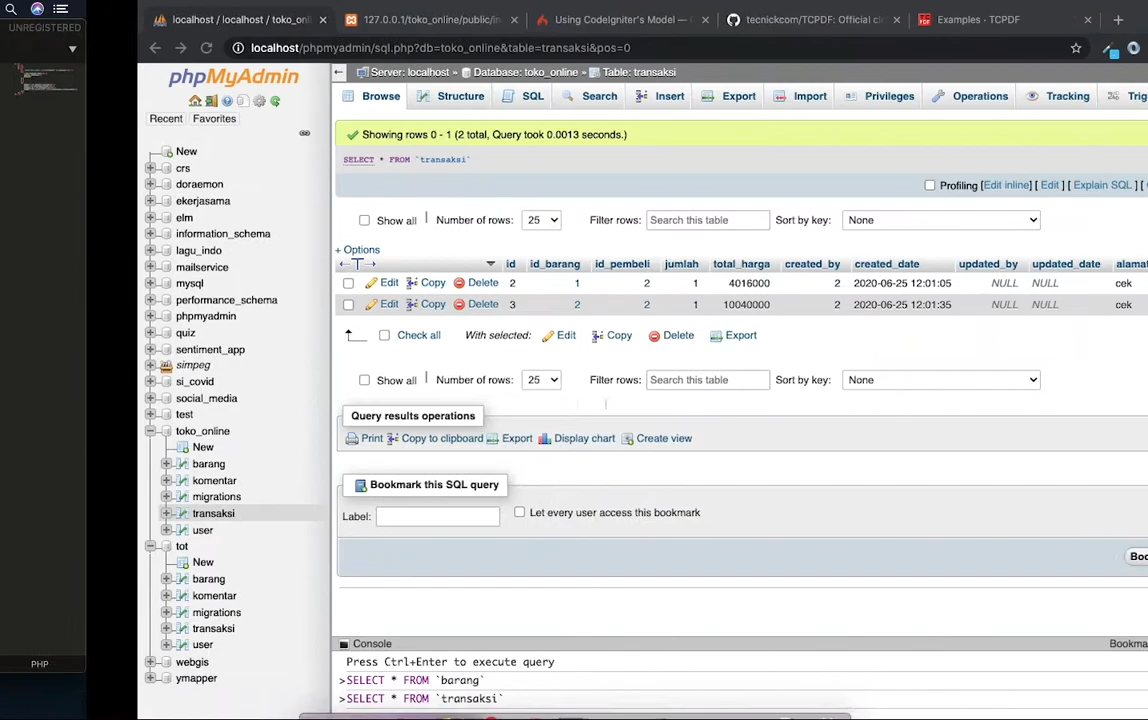 UNREGISTERED
PHP
localhost / localhost / toko_onl
127.0.0.1/toko_online/public/in
Using CodeIgniter's Model —
tecnickcom/TCPDF: Official cl
PDF
Examples - TCPDF
localhost/phpmyadmin/sql.php?db=toko_online&table=transaksi&pos=0
phpMyAdmin
Recent
Favorites
New
crs
doraemon
ekerjasama
elm
information_schema
lagu_indo
mailservice
mysql
performance_schema
phpmyadmin
quiz
sentiment_app
simpeg
si_covid
social_media
test
toko_online
New
barang
komentar
migrations
transaksi
user
tot
New
barang
komentar
migrations
transaksi
user
webgis
ymapper
Server: localhost » Database: toko_online » Table: transaksi
Browse Structure SQL Search Insert Export Import Privileges Operations Tracking Trig
Showing rows 0 - 1 (2 total, Query took 0.0013 seconds.)
SELECT * FROM `transaksi`
Profiling [Edit inline] [ Edit ] [ Explain SQL ] [
Show all Number of rows: 25 Filter rows: Search this table Sort by key: None
+ Options
←T→ id id_barang id_pembeli jumlah total_harga created_by created_date updated_by updated_date alama
Edit Copy Delete 2 1 2 1 4016000 2 2020-06-25 12:01:05 NULL NULL cek
Edit Copy Delete 3 2 2 1 10040000 2 2020-06-25 12:01:35 NULL NULL cek
Check all With selected: Edit Copy Delete Export
Show all Number of rows: 25 Filter rows: Search this table Sort by key: None
Query results operations
Print Copy to clipboard Export Display chart Create view
Bookmark this SQL query
Label: Let every user access this bookmark
Boo
Console Bookma
Press Ctrl+Enter to execute query
>SELECT * FROM `barang`
>SELECT * FROM `transaksi`